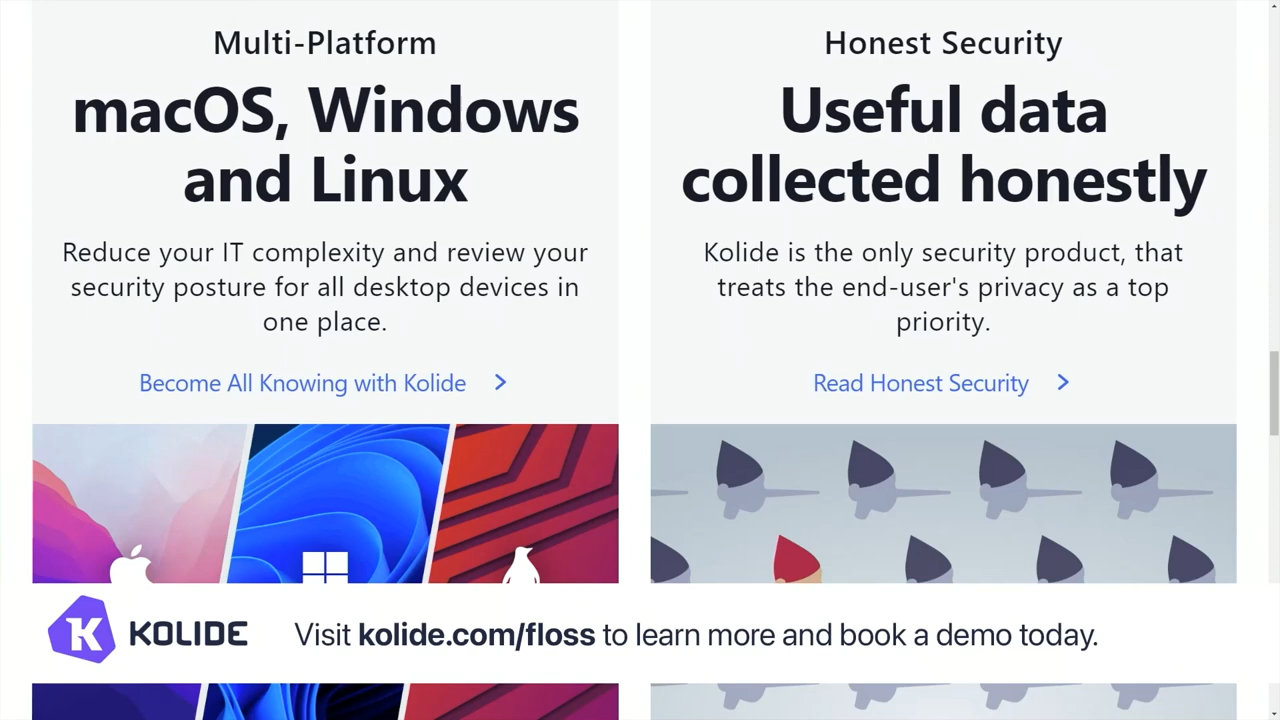 Multi-Platform
macOS, Windows
and Linux
Reduce your IT complexity and review your
security posture for all desktop devices in
one place.
Become All Knowing with Kolide
Honest Security
Useful data
collected honestly
Kolide is the only security product, that
treats the end-user's privacy as a top
priority.
Read Honest Security
K KOLIDE
Visit kolide.com/floss to learn more and book a demo today.